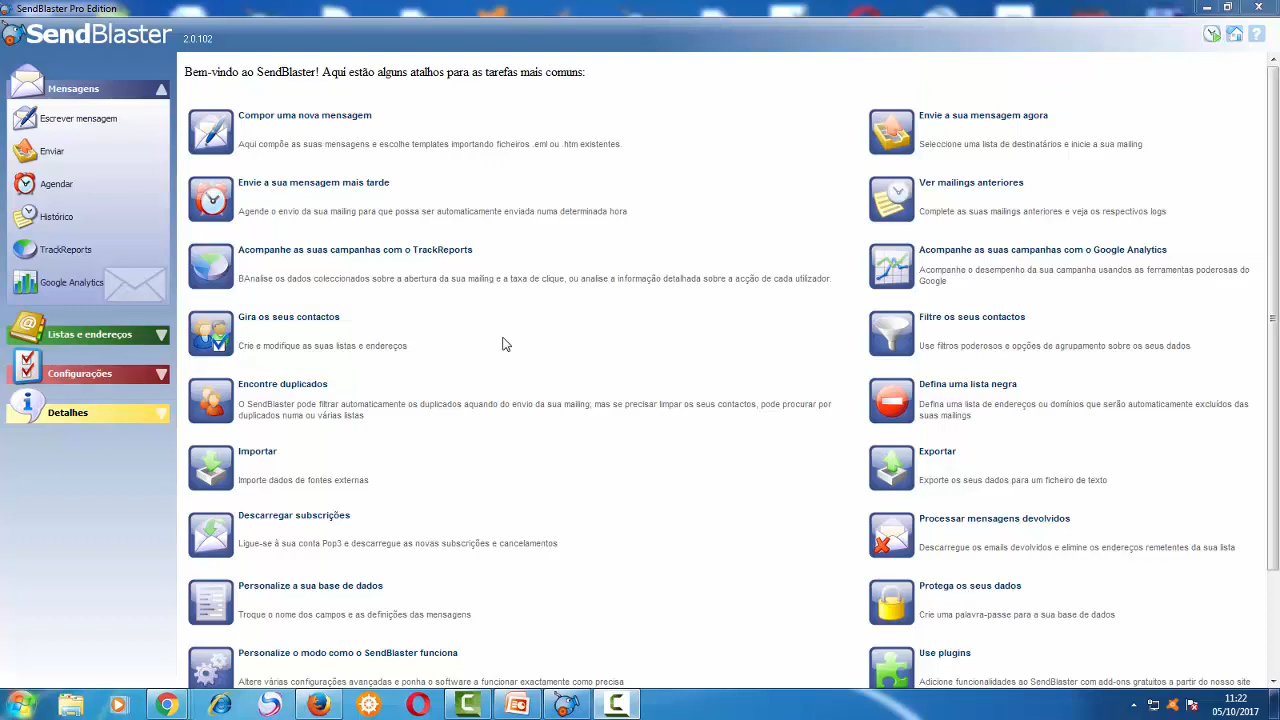 SendBlaster Pro Edition
SendBlaster
2.0.102
Mensagens
Escrever mensagem
Enviar
Agendar
Histórico
TrackReports
Google Analytics
Listas e endereços
Configurações
Detalhes
Bem-vindo ao SendBlaster! Aqui estão alguns atalhos para as tarefas mais comuns:
Compor uma nova mensagem
Aqui compõe as suas mensagens e escolhe templates importando ficheiros .eml ou .htm existentes.
Envie a sua mensagem agora
Seleccione uma lista de destinatários e inicie a sua mailing
Envie a sua mensagem mais tarde
Agende o envio da sua mailing para que possa ser automaticamente enviada numa determinada hora
Ver mailings anteriores
Complete as suas mailings anteriores e veja os respectivos logs
Acompanhe as suas campanhas com o TrackReports
BAnalise os dados coleccionados sobre a abertura da sua mailing e a taxa de clique, ou analise a informação detalhada sobre a acção de cada utilizador.
Acompanhe as suas campanhas com o Google Analytics
Acompanhe o desempenho da sua campanha usandos as ferramentas poderosas do
Google
Gira os seus contactos
Crie e modifique as suas listas e endereços
Filtre os seus contactos
Use filtros poderosos e opções de agrupamento sobre os seus dados
Encontre duplicados
O SendBlaster pode filtrar automaticamente os duplicados aquando do envio da sua mailing; mas se precisar limpar os seus contactos, pode procurar por
duplicados numa ou várias listas
Defina uma lista negra
Defina uma lista de endereços ou domínios que serão automaticamente excluídos das
suas mailings
Importar
Importe dados de fontes externas
Exportar
Exporte os seus dados para um ficheiro de texto
Descarregar subscrições
Ligue-se à sua conta Pop3 e descarregue as novas subscrições e cancelamentos
Processar mensagens devolvidos
Descarregue os emails devolvidos e elimine os endereços remetentes da sua lista
Personalize a sua base de dados
Troque o nome dos campos e as definições das mensagens
Protega os seus dados
Crie uma palavra-passe para a sua base de dados
Personalize o modo como o SendBlaster funciona
Altere várias configurações avançadas e ponha o software a funcionar exactamente como precisa
Use plugins
Adicione funcionalidades ao SendBlaster com add-ons gratuitos a partir do nosso site
11:22
05/10/2017